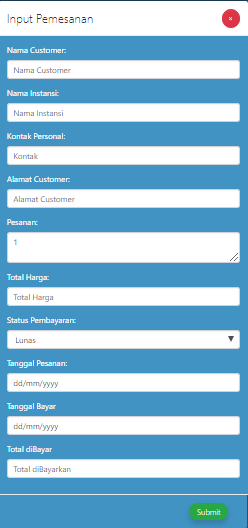 Input Pemesanan
×
Nama Customer:
Nama Customer
Nama Instansi:
Nama Instansi
Kontak Personal:
Kontak
Alamat Customer:
Alamat Customer
Pesanan:
1
Total Harga:
Total Harga
Status Pembayaran:
Lunas
Tanggal Pesanan:
dd/mm/yyyy
Tanggal Bayar
dd/mm/yyyy
Total diBayar
Total diBayarkan
Submit